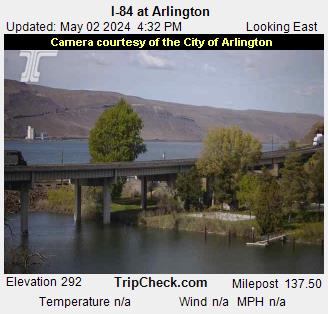 I-84 at Arlington
Updated: May 02 2024 4:32 PM Looking East
Camera courtesy of the City of Arlington
Elevation 292 TripCheck.com Milepost 137.50
Temperature n/a Wind n/a MPH n/a